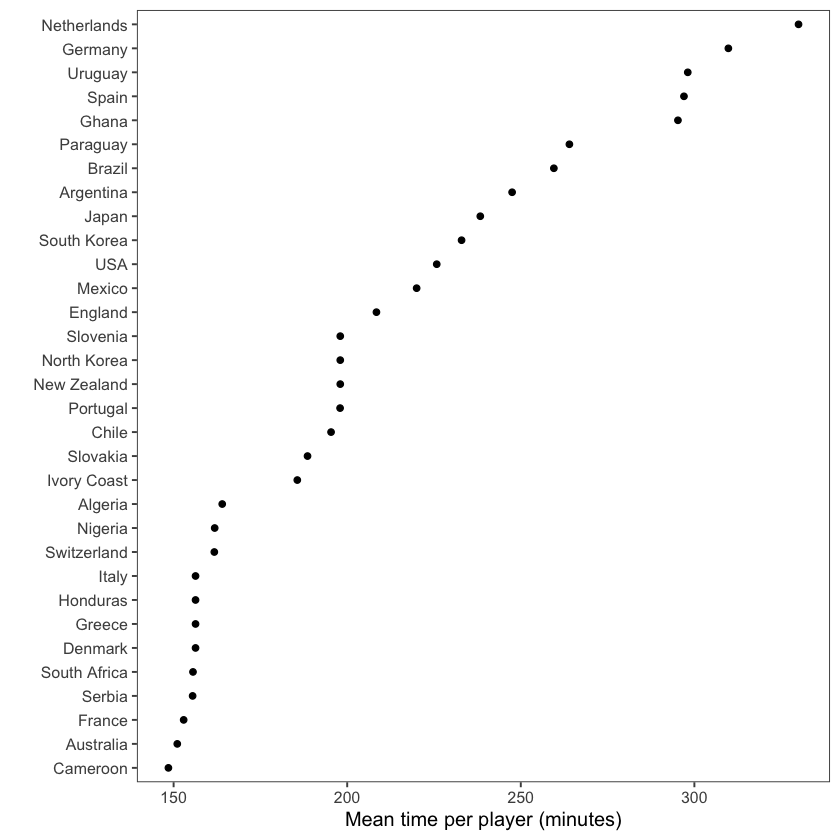 Netherlands
Germany
Uruguay
Spain
Ghana
Paraguay
Brazil
Argentina
Japan
South Korea
USA
Mexico
England
Slovenia
North Korea
New Zealand
Portugal
Chile
Slovakia
Ivory Coast
Algeria
Nigeria
Switzerland
Italy
Honduras
Greece
Denmark
South Africa
Serbia
France
Australia
Cameroon
150 200 250 300
Mean time per player (minutes)